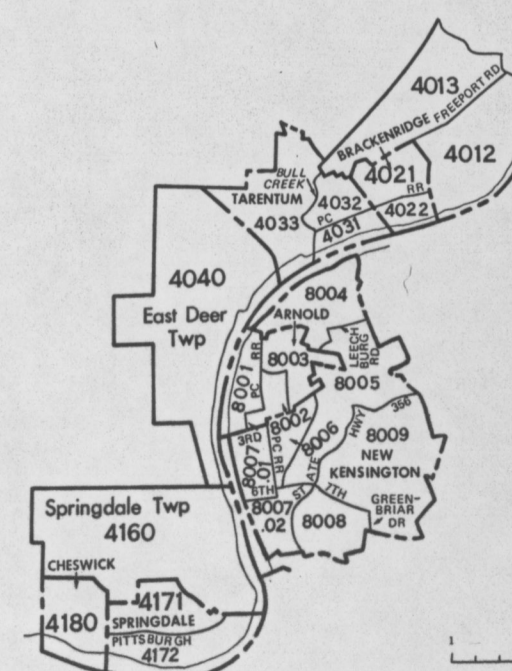 4013
FREEPORT RD
BRACKENRIDGE
4012
4021
BULL
CREEK
TARENTUM
4032
RR
4022
4033
PC
4031
4040
East Deer
Twp
8004
ARNOLD
8003
RR
PC
8001
LEECH
BURG
RD
8005
8002
8006
HWY
356
8009
NEW
KENSINGTON
3RD
8007
.01
PC RR
6TH
ST
ATE
7TH
GREEN-
BRIAR
DR
8007
.02
8008
Springdale Twp
4160
CHESWICK
4171
4180
SPRINGDALE
PITTSBURGH
4172
1